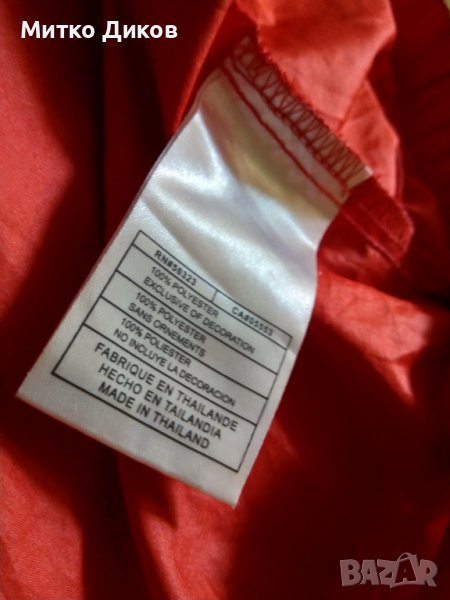 Митко Диков
RN#56323 CA#05553
100% POLYESTER
EXCLUSIVE OF DECORATION
100% POLYESTER
SANS ORNEMENTS
100% POLIESTER
NO INCLUYE LA DECORACION
FABRIQUE EN THAILANDE
HECHO EN TAILANDIA
MADE IN THAILAND
BAZAR